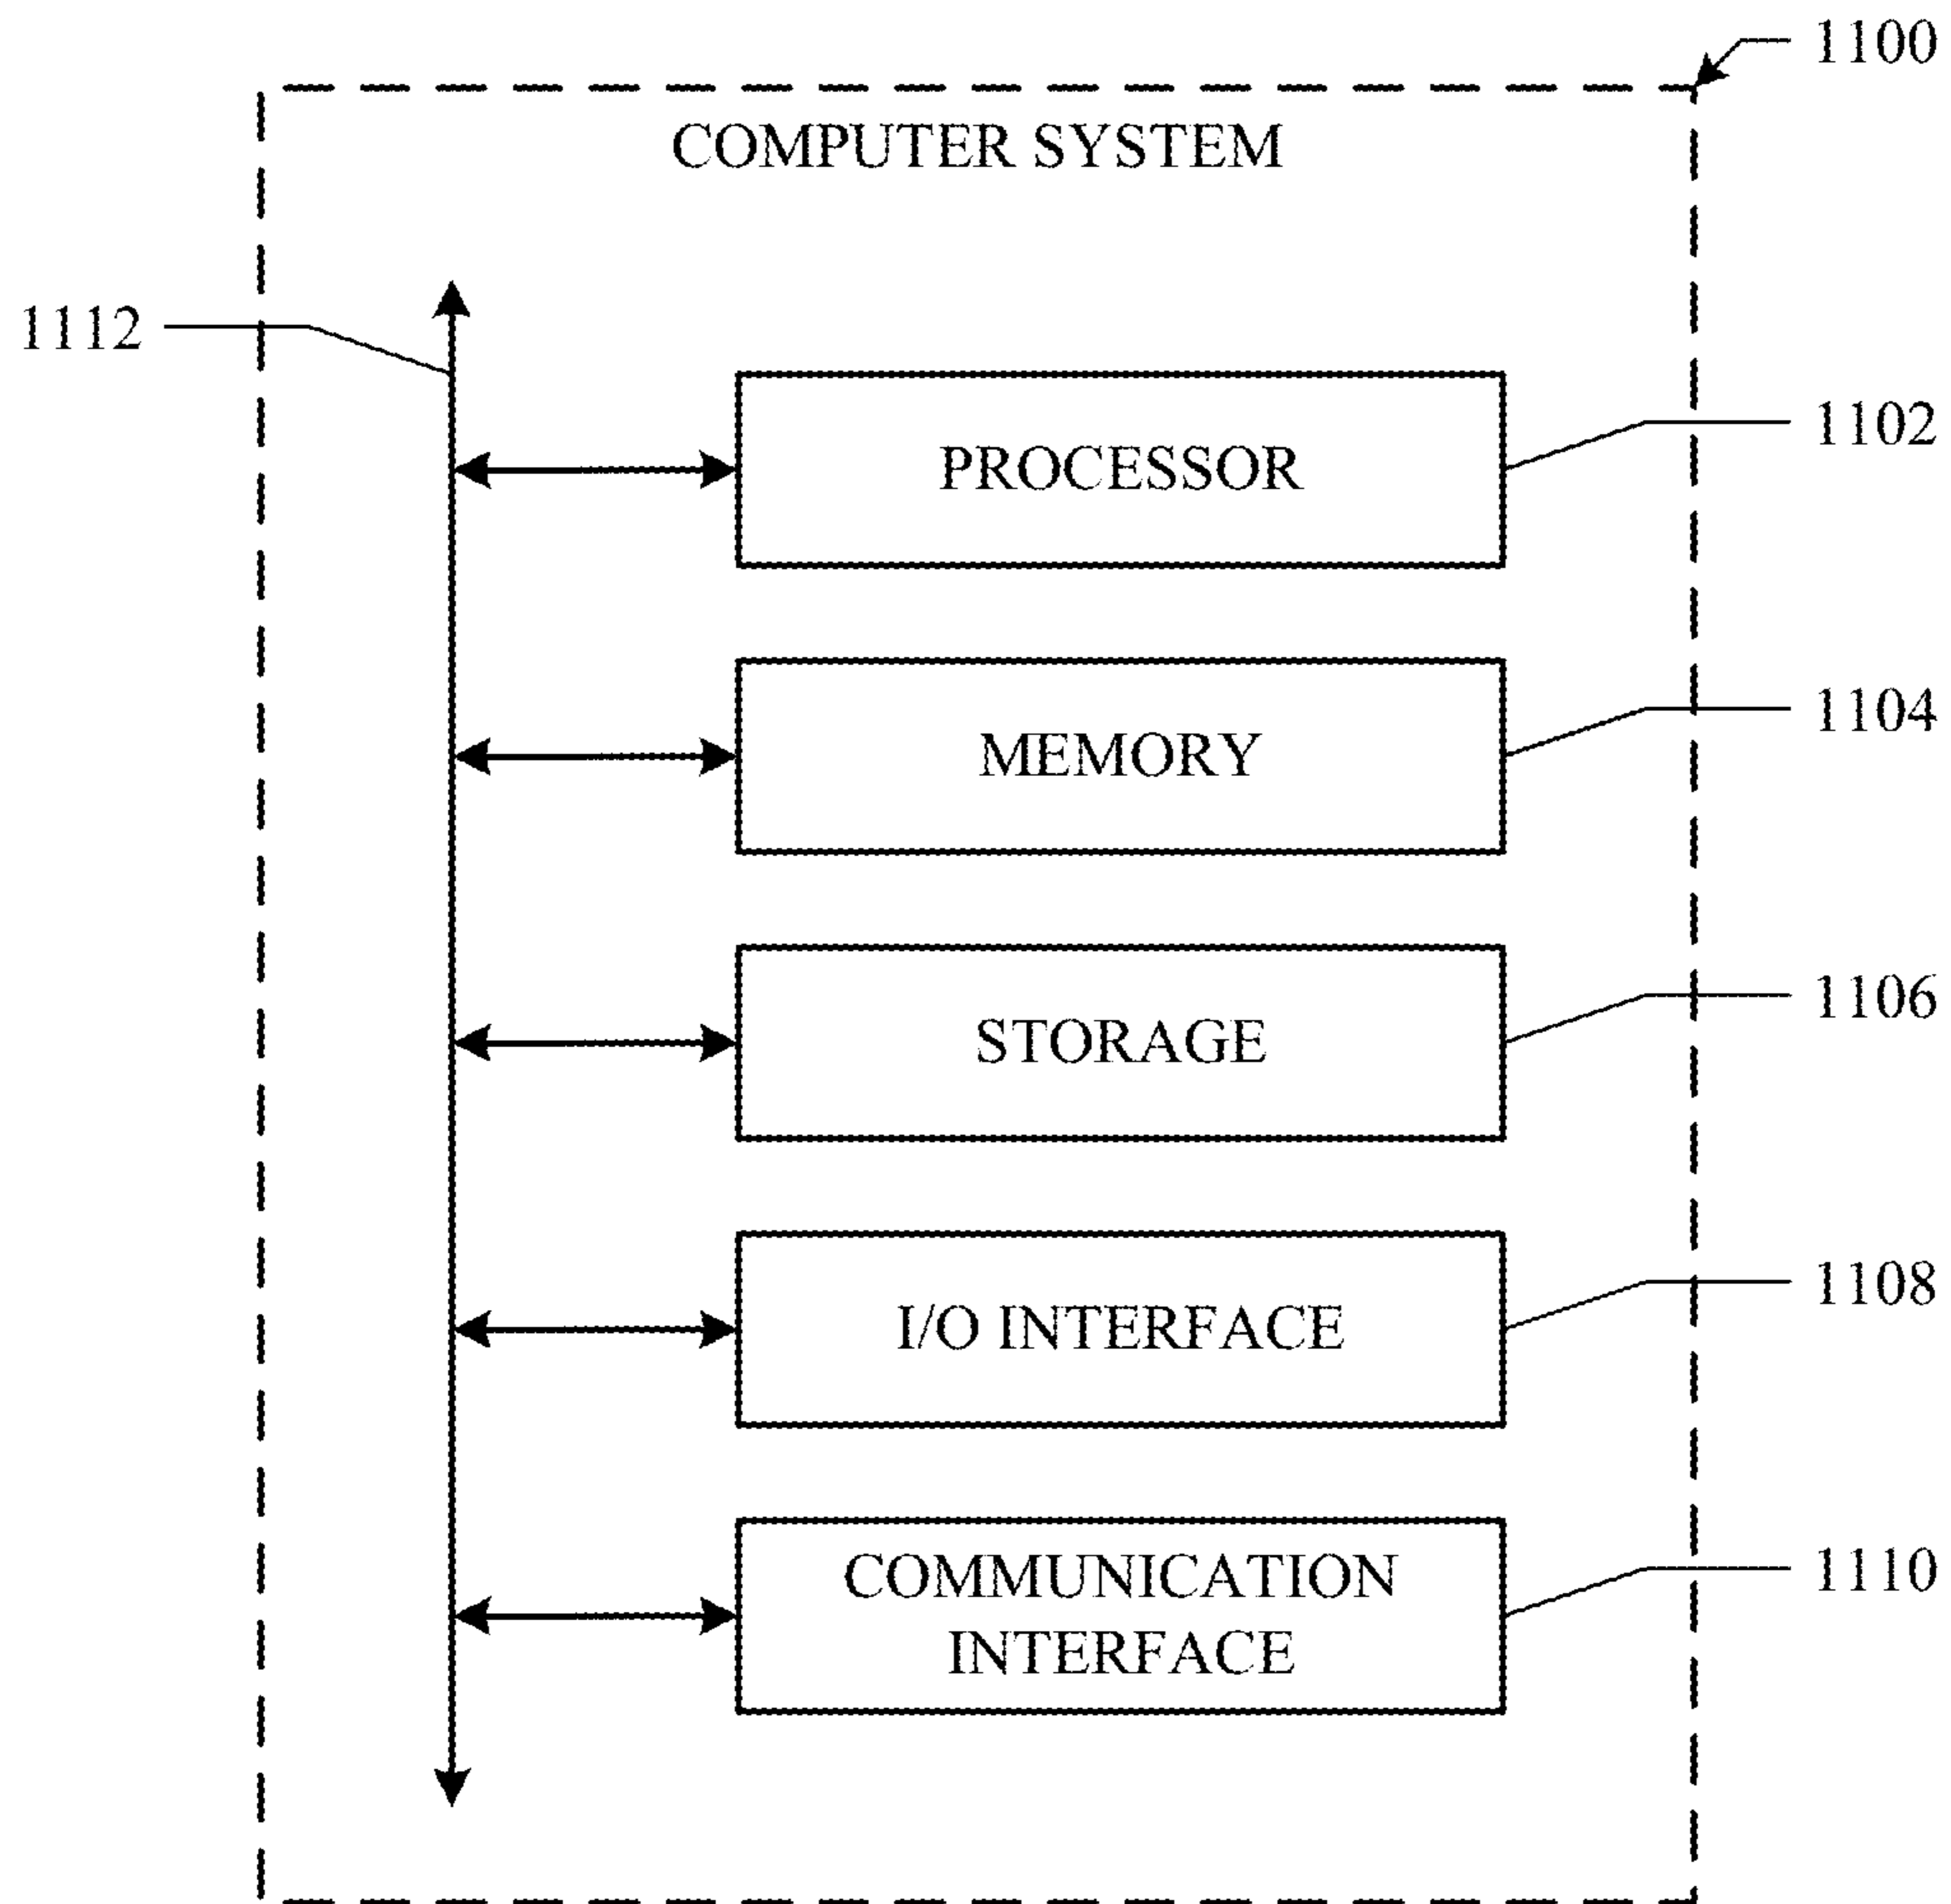 1100
COMPUTER SYSTEM
1112
PROCESSOR
1102
MEMORY
1104
STORAGE
1106
I/O INTERFACE
1108
COMMUNICATION
INTERFACE
1110